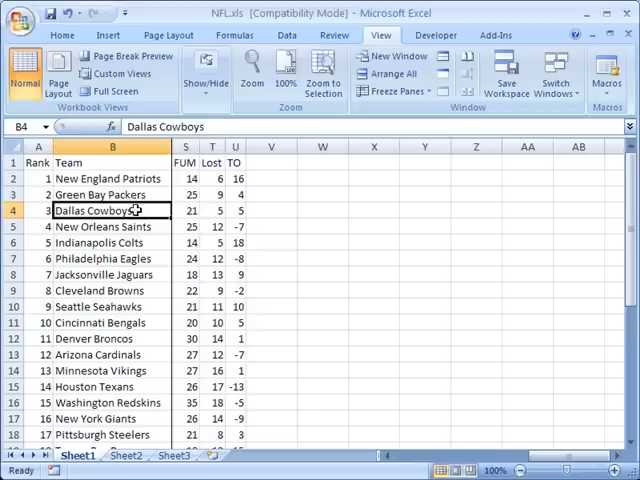 NFL.xls [Compatibility Mode] - Microsoft Excel
Home Insert Page Layout Formulas Data Review View Developer Add-Ins
Normal
Page Layout
Page Break Preview
Custom Views
Full Screen
Workbook Views
Show/Hide
Zoom
100%
Zoom to Selection
Zoom
New Window
Arrange All
Freeze Panes
Save Workspace
Switch Windows
Window
Macros
Macros
B4 fx Dallas Cowboys
A B S T U V W X Y Z AA AB
1 Rank Team FUM Lost TO
2 1 New England Patriots 14 6 16
3 2 Green Bay Packers 25 9 4
4 3 Dallas Cowboys 21 5 5
5 4 New Orleans Saints 25 12 -7
6 5 Indianapolis Colts 14 5 18
7 6 Philadelphia Eagles 24 12 -8
8 7 Jacksonville Jaguars 18 13 9
9 8 Cleveland Browns 22 9 -2
10 9 Seattle Seahawks 21 11 10
11 10 Cincinnati Bengals 20 10 5
12 11 Denver Broncos 30 14 1
13 12 Arizona Cardinals 27 12 -7
14 13 Minnesota Vikings 27 16 1
15 14 Houston Texans 26 17 -13
16 15 Washington Redskins 35 18 -5
17 16 New York Giants 26 14 -9
18 17 Pittsburgh Steelers 21 8 3
Sheet1 Sheet2 Sheet3
Ready 100%